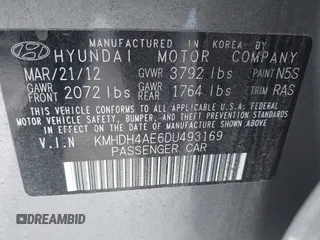 MANUFACTURED IN KOREA BY
HYUNDAI MOTOR COMPANY
MAR/21/12 GVWR 3792 lbs PAINT N5S
GAWR FRONT 2072 lbs GAWR REAR 1764 lbs TRIM RAS
THIS VEHICLE CONFORMS TO ALL APPLICABLE U.S.A FEDERAL
MOTOR VEHICLE SAFETY, BUMPER, AND THEFT PREVENTION
STANDARDS IN EFFECT ON THE DATE OF MANUFACTURE SHOWN ABOVE.
V.I.N KMHDH4AE6DU493169
PASSENGER CAR
DREAMBID